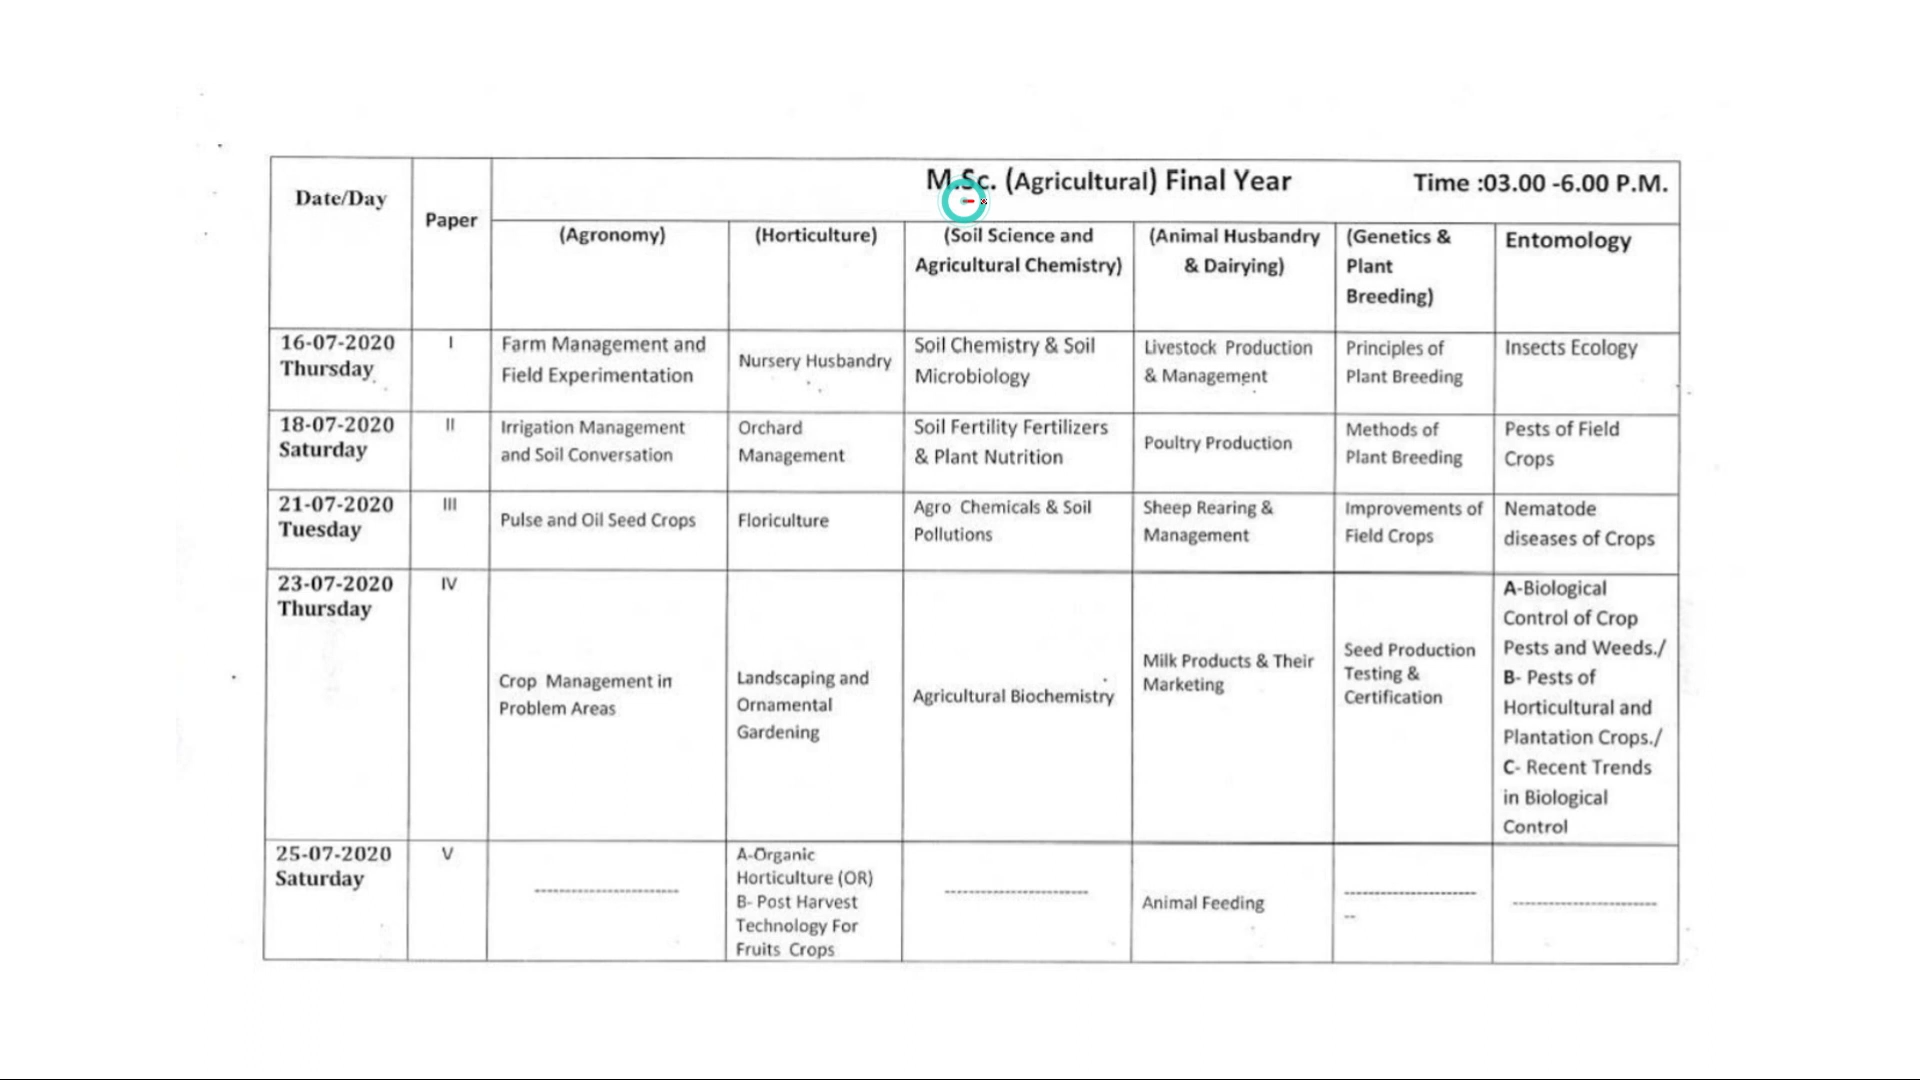 M.Sc. (Agricultural) Final Year Time :03.00 -6.00 P.M.
Date/Day
Paper
(Agronomy)
(Horticulture)
(Soil Science and
Agricultural Chemistry)
(Animal Husbandry
& Dairying)
(Genetics &
Plant
Breeding)
Entomology
16-07-2020
Thursday
I
Farm Management and
Field Experimentation
Nursery Husbandry
Soil Chemistry & Soil
Microbiology
Livestock Production
& Management
Principles of
Plant Breeding
Insects Ecology
18-07-2020
Saturday
II
Irrigation Management
and Soil Conversation
Orchard
Management
Soil Fertility Fertilizers
& Plant Nutrition
Poultry Production
Methods of
Plant Breeding
Pests of Field
Crops
21-07-2020
Tuesday
III
Pulse and Oil Seed Crops
Floriculture
Agro Chemicals & Soil
Pollutions
Sheep Rearing &
Management
Improvements of
Field Crops
Nematode
diseases of Crops
23-07-2020
Thursday
IV
Crop Management in
Problem Areas
Landscaping and
Ornamental
Gardening
Agricultural Biochemistry
Milk Products & Their
Marketing
Seed Production
Testing &
Certification
A-Biological
Control of Crop
Pests and Weeds./
B- Pests of
Horticultural and
Plantation Crops./
C- Recent Trends
in Biological
Control
25-07-2020
Saturday
V
------------------------
A-Organic
Horticulture (OR)
B- Post Harvest
Technology For
Fruits Crops
------------------------
Animal Feeding
----------------------
--
------------------------